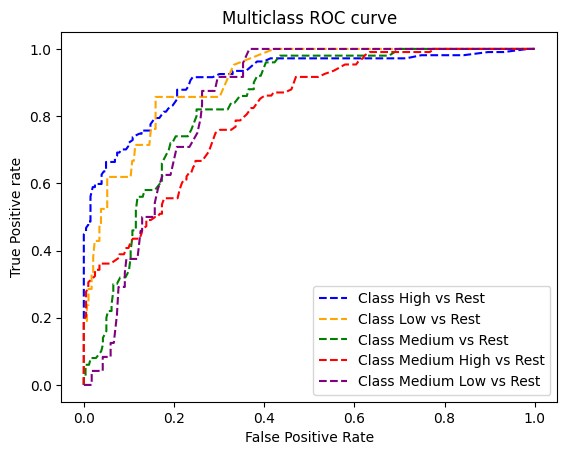 Multiclass ROC curve
True Positive rate
1.0
0.8
0.6
0.4
0.2
0.0
Class High vs Rest
Class Low vs Rest
Class Medium vs Rest
Class Medium High vs Rest
Class Medium Low vs Rest
0.0 0.2 0.4 0.6 0.8 1.0
False Positive Rate